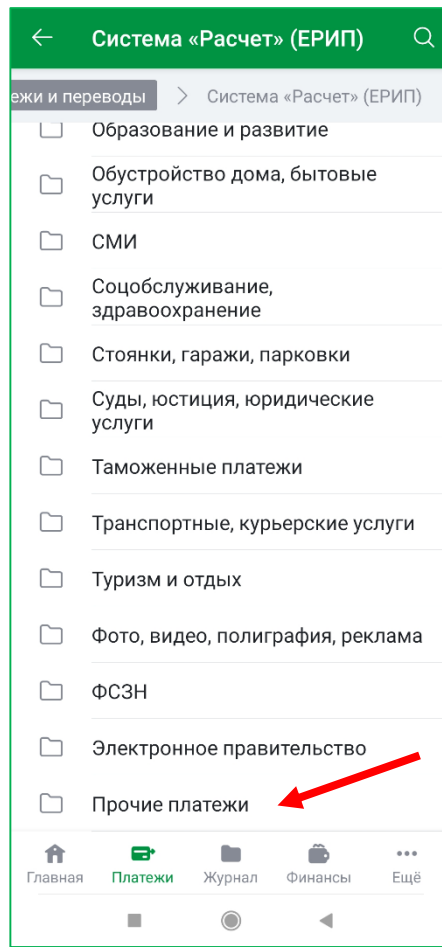 Система «Расчет» (ЕРИП)
ежи и переводы > Система «Расчет» (ЕРИП)
Образование и развитие
Обустройство дома, бытовые
услуги
СМИ
Соцобслуживание,
здравоохранение
Стоянки, гаражи, парковки
Суды, юстиция, юридические
услуги
Таможенные платежи
Транспортные, курьерские услуги
Туризм и отдых
Фото, видео, полиграфия, реклама
ФСЗН
Электронное правительство
Прочие платежи
Главная Платежи Журнал Финансы Ещё